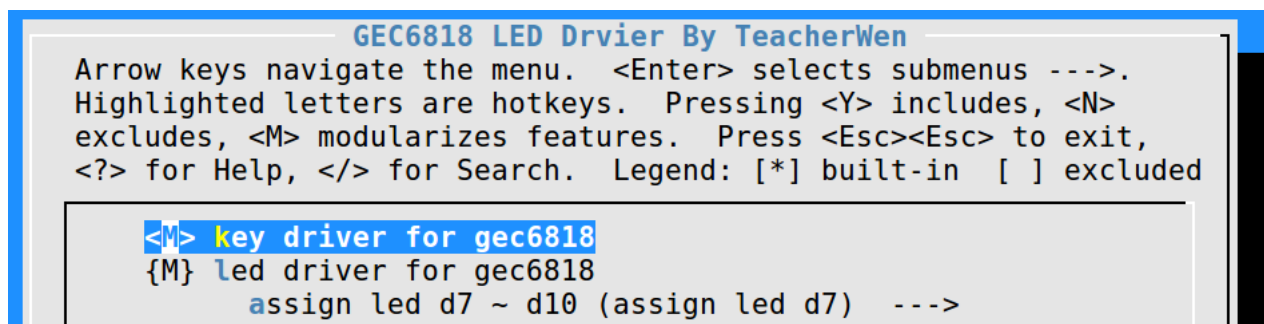 GEC6818 LED Drvier By TeacherWen
Arrow keys navigate the menu.  <Enter> selects submenus --->.
Highlighted letters are hotkeys.  Pressing <Y> includes, <N>
excludes, <M> modularizes features.  Press <Esc><Esc> to exit,
<?> for Help, </> for Search.  Legend: [*] built-in  [ ] excluded
<M> key driver for gec6818
{M} led driver for gec6818
assign led d7 ~ d10 (assign led d7)  --->